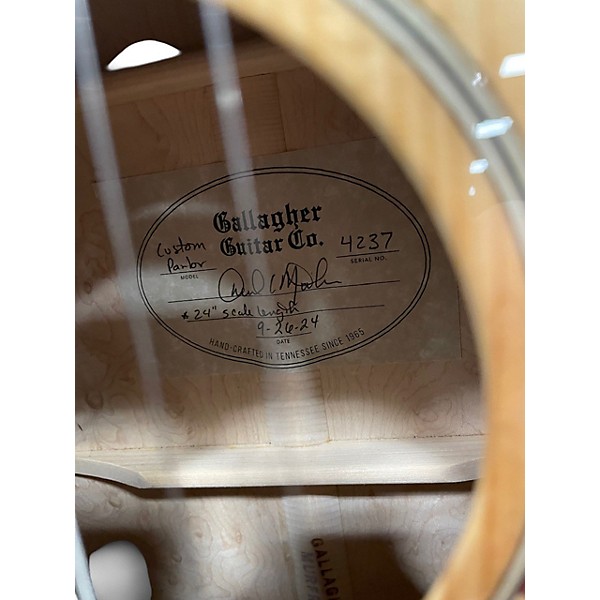 Gallagher
Guitar Co.
Custom
Parlor
MODEL
4237
SERIAL NO.
* 24" scale length
9-26-24
DATE
HAND-CRAFTED IN TENNESSEE SINCE 1965
GALLAG